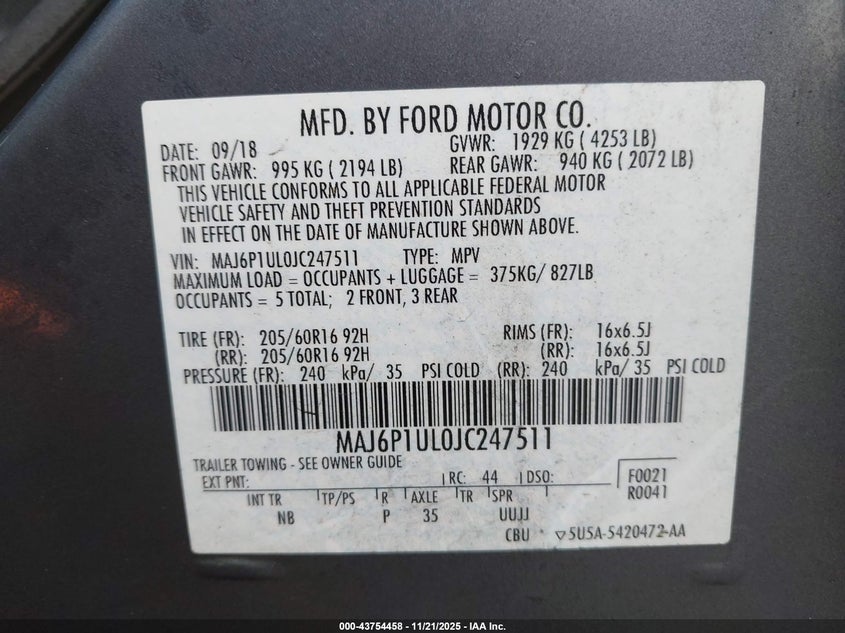 MFD. BY FORD MOTOR CO.
DATE: 09/18 GVWR: 1929 KG ( 4253 LB)
FRONT GAWR: 995 KG ( 2194 LB) REAR GAWR: 940 KG ( 2072 LB)
THIS VEHICLE CONFORMS TO ALL APPLICABLE FEDERAL MOTOR
VEHICLE SAFETY AND THEFT PREVENTION STANDARDS
IN EFFECT ON THE DATE OF MANUFACTURE SHOWN ABOVE.
VIN: MAJ6P1UL0JC247511 TYPE: MPV
MAXIMUM LOAD = OCCUPANTS + LUGGAGE = 375KG/ 827LB
OCCUPANTS = 5 TOTAL; 2 FRONT, 3 REAR
TIRE (FR): 205/60R16 92H RIMS (FR): 16x6.5J
(RR): 205/60R16 92H (RR): 16x6.5J
PRESSURE (FR): 240 kPa/ 35 PSI COLD (RR): 240 kPa/ 35 PSI COLD
MAJ6P1UL0JC247511
TRAILER TOWING - SEE OWNER GUIDE
EXT PNT: RC: 44 DSO: F0021
R0041
INT TR TP/PS R AXLE TR SPR
NB P 35 UUJJ
CBU 5U5A-5420472-AA
000-43754458 - 11/21/2025 - IAA Inc.